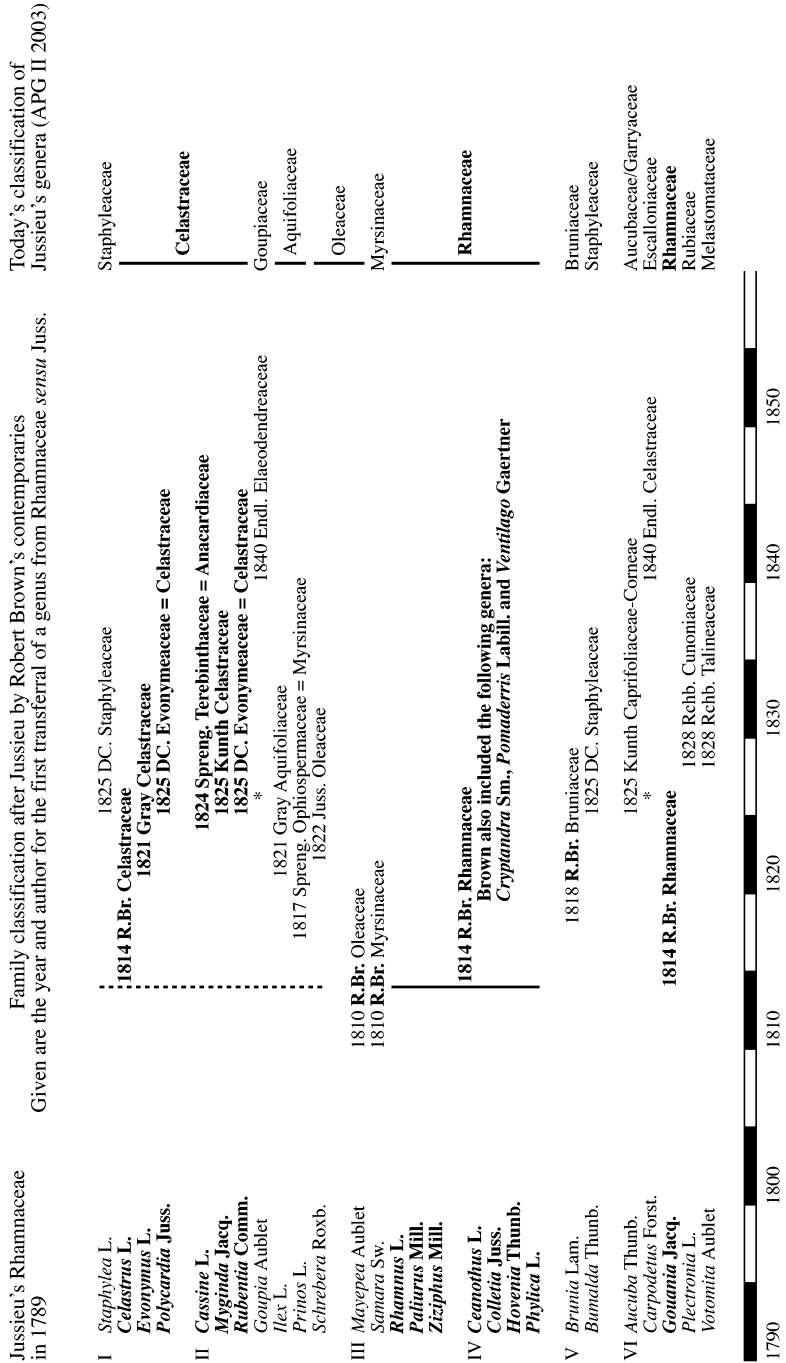 Jussieu's Rhamnaceae
in 1789
Family classification after Jussieu by Robert Brown's contemporaries
Given are the year and author for the first transferral of a genus from Rhamnaceae sensu Juss.
Today's classification of
Jussieu's genera (APG II 2003)
I Staphylea L. 1825 DC. Staphyleaceae Staphyleaceae
Celastrus L. 1814 R.Br. Celastraceae
Evonymus L. 1821 Gray Celastraceae
Polycardia Juss. 1825 DC. Evonymeaceae = Celastraceae
Celastraceae
II Cassine L. 1824 Spreng. Terebinthaceae = Anacardiaceae
Myginda Jacq. 1825 Kunth Celastraceae
Rubentia Comm. 1825 DC. Evonymeaceae = Celastraceae
Goupia Aublet * 1840 Endl. Elaeodendreaceae Goupiaceae
Ilex L. 1821 Gray Aquifoliaceae
Aquifoliaceae
Prinos L. 1817 Spreng. Ophiospermaceae = Myrsinaceae
Schrebera Roxb. 1822 Juss. Oleaceae
Oleaceae
III Mayepea Aublet 1810 R.Br. Oleaceae
Samara Sw. 1810 R.Br. Myrsinaceae Myrsinaceae
Rhamnus L.
Paliurus Mill.
Ziziphus Mill.
Rhamnaceae
IV Ceanothus L. 1814 R.Br. Rhamnaceae
Colletia Juss. Brown also included the following genera:
Hovenia Thunb. Cryptandra Sm., Pomaderris Labill. and Ventilago Gaertner
Phylica L.
V Brunia Lam. 1818 R.Br. Bruniaceae Bruniaceae
Bumalda Thunb. 1825 DC. Staphyleaceae Staphyleaceae
VI Aucuba Thunb. 1825 Kunth Caprifoliaceae-Corneae Aucubaceae/Garryaceae
Carpodetus Forst. * 1840 Endl. Celastraceae Escalloniaceae
Gouania Jacq. 1814 R.Br. Rhamnaceae Rhamnaceae
Plectronia L. 1828 Rchb. Cunoniaceae Rubiaceae
Votomita Aublet 1828 Rchb. Talineaceae Melastomataceae
1790 1800 1810 1820 1830 1840 1850